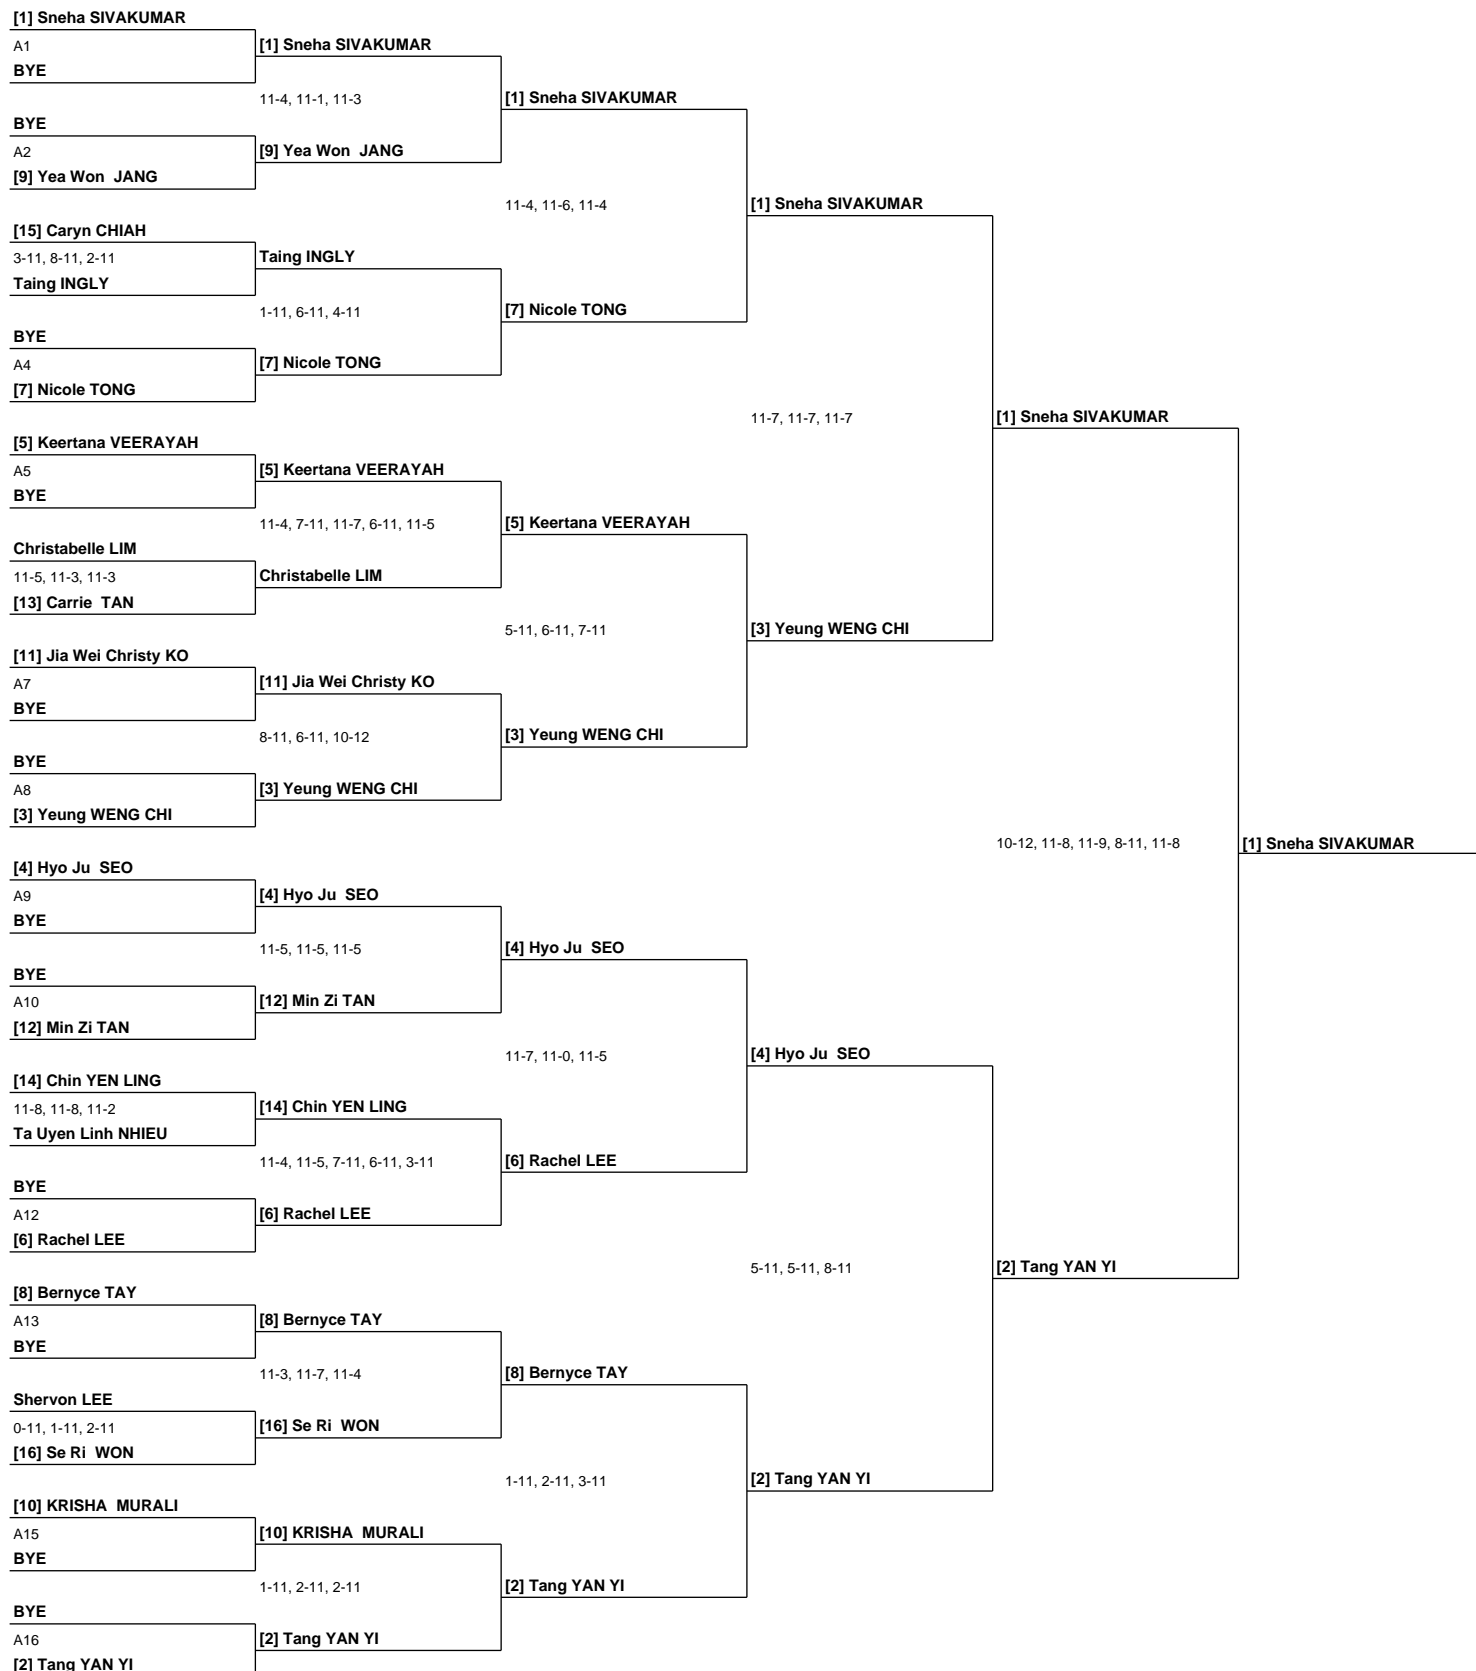 [1] Sneha SIVAKUMAR
A1
BYE
BYE
A2
[9] Yea Won  JANG
[15] Caryn CHIAH
3-11, 8-11, 2-11
Taing INGLY
BYE
A4
[7] Nicole TONG
[5] Keertana VEERAYAH
A5
BYE
Christabelle LIM
11-5, 11-3, 11-3
[13] Carrie  TAN
[11] Jia Wei Christy KO
A7
BYE
BYE
A8
[3] Yeung WENG CHI
[4] Hyo Ju  SEO
A9
BYE
BYE
A10
[12] Min Zi TAN
[14] Chin YEN LING
11-8, 11-8, 11-2
Ta Uyen Linh NHIEU
BYE
A12
[6] Rachel LEE
[8] Bernyce TAY
A13
BYE
Shervon LEE
0-11, 1-11, 2-11
[16] Se Ri  WON
[10] KRISHA  MURALI
A15
BYE
BYE
A16
[2] Tang YAN YI
[1] Sneha SIVAKUMAR
11-4, 11-1, 11-3
[9] Yea Won  JANG
Taing INGLY
1-11, 6-11, 4-11
[7] Nicole TONG
[5] Keertana VEERAYAH
11-4, 7-11, 11-7, 6-11, 11-5
Christabelle LIM
[11] Jia Wei Christy KO
8-11, 6-11, 10-12
[3] Yeung WENG CHI
[4] Hyo Ju  SEO
11-5, 11-5, 11-5
[12] Min Zi TAN
[14] Chin YEN LING
11-4, 11-5, 7-11, 6-11, 3-11
[6] Rachel LEE
[8] Bernyce TAY
11-3, 11-7, 11-4
[16] Se Ri  WON
[10] KRISHA  MURALI
1-11, 2-11, 2-11
[2] Tang YAN YI
[1] Sneha SIVAKUMAR
11-4, 11-6, 11-4
[7] Nicole TONG
[5] Keertana VEERAYAH
5-11, 6-11, 7-11
[3] Yeung WENG CHI
[4] Hyo Ju  SEO
11-7, 11-0, 11-5
[6] Rachel LEE
[8] Bernyce TAY
1-11, 2-11, 3-11
[2] Tang YAN YI
[1] Sneha SIVAKUMAR
11-7, 11-7, 11-7
[3] Yeung WENG CHI
[4] Hyo Ju  SEO
5-11, 5-11, 8-11
[2] Tang YAN YI
[1] Sneha SIVAKUMAR
10-12, 11-8, 11-9, 8-11, 11-8
[2] Tang YAN YI
[1] Sneha SIVAKUMAR